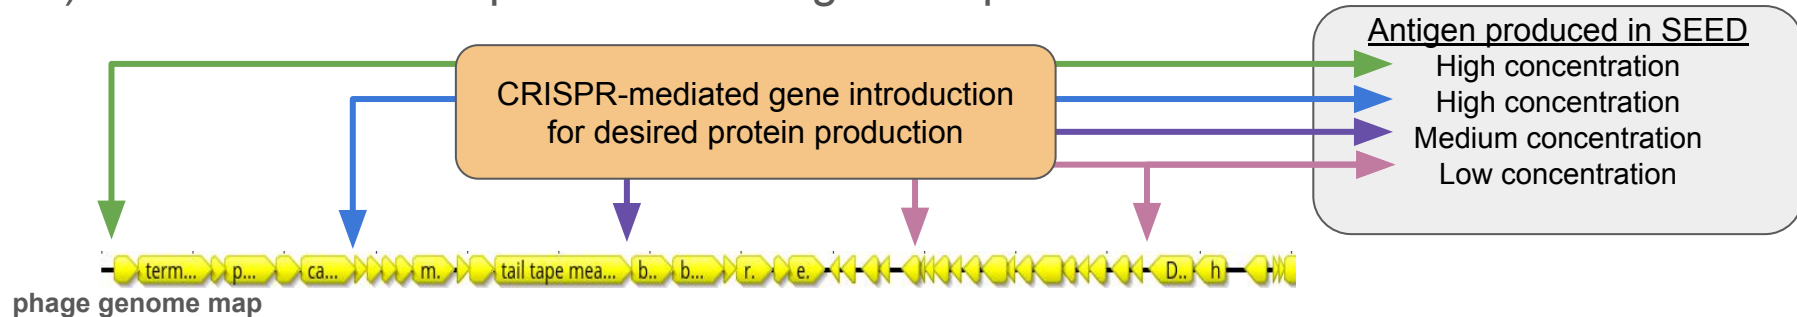 Antigen produced in SEED
High concentration
High concentration
Medium concentration
Low concentration
CRISPR-mediated gene introduction
for desired protein production
term... p... ca... m. tail tape mea... b.. b... r. e. D.. h
phage genome map